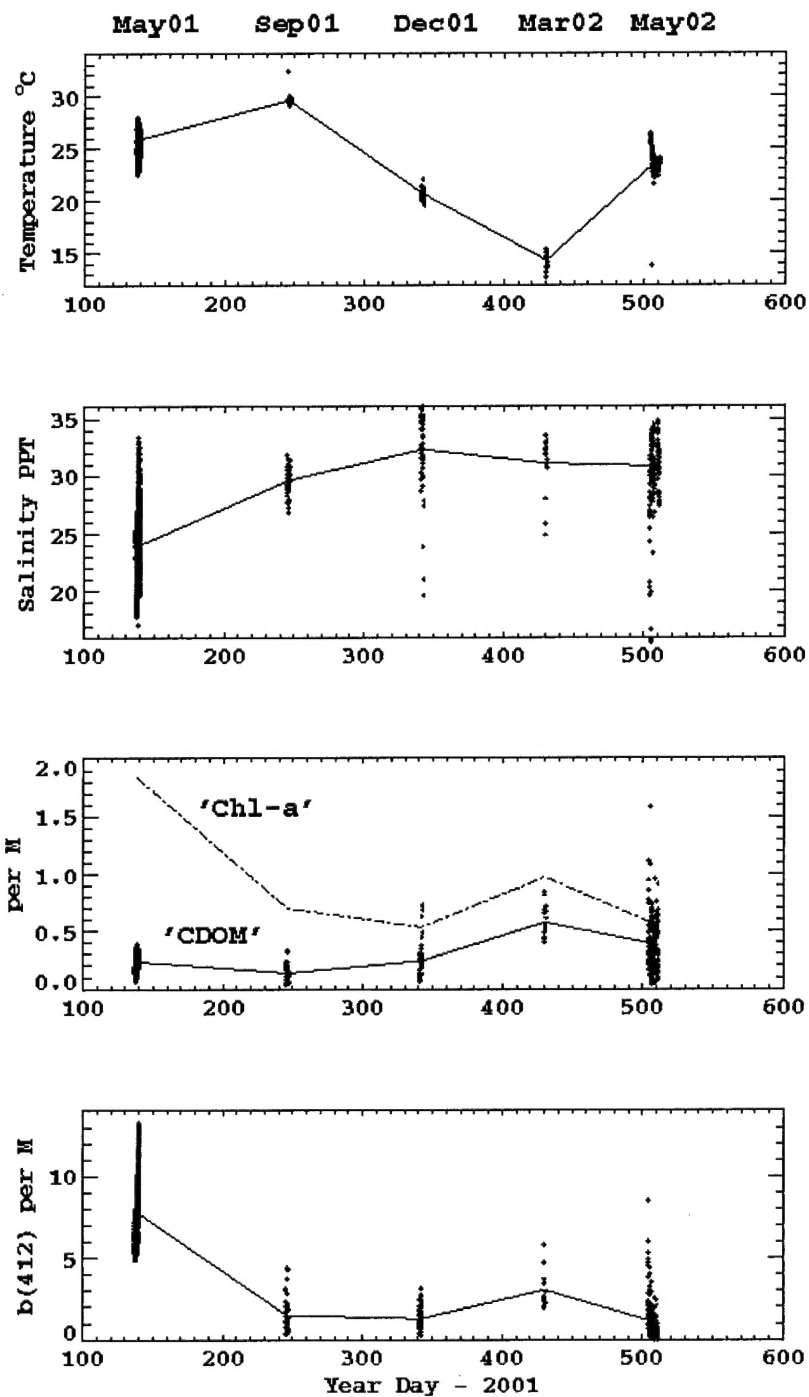 May01 Sep01 Dec01 Mar02 May02
Temperature °C
30
25
20
15
100 200 300 400 500 600
Salinity PPT
35
30
25
20
100 200 300 400 500 600
per M
2.0
1.5
1.0
0.5
0.0
'Chl-a'
'CDOM'
100 200 300 400 500 600
b(412) per M
10
5
0
100 200 300 400 500 600
Year Day - 2001